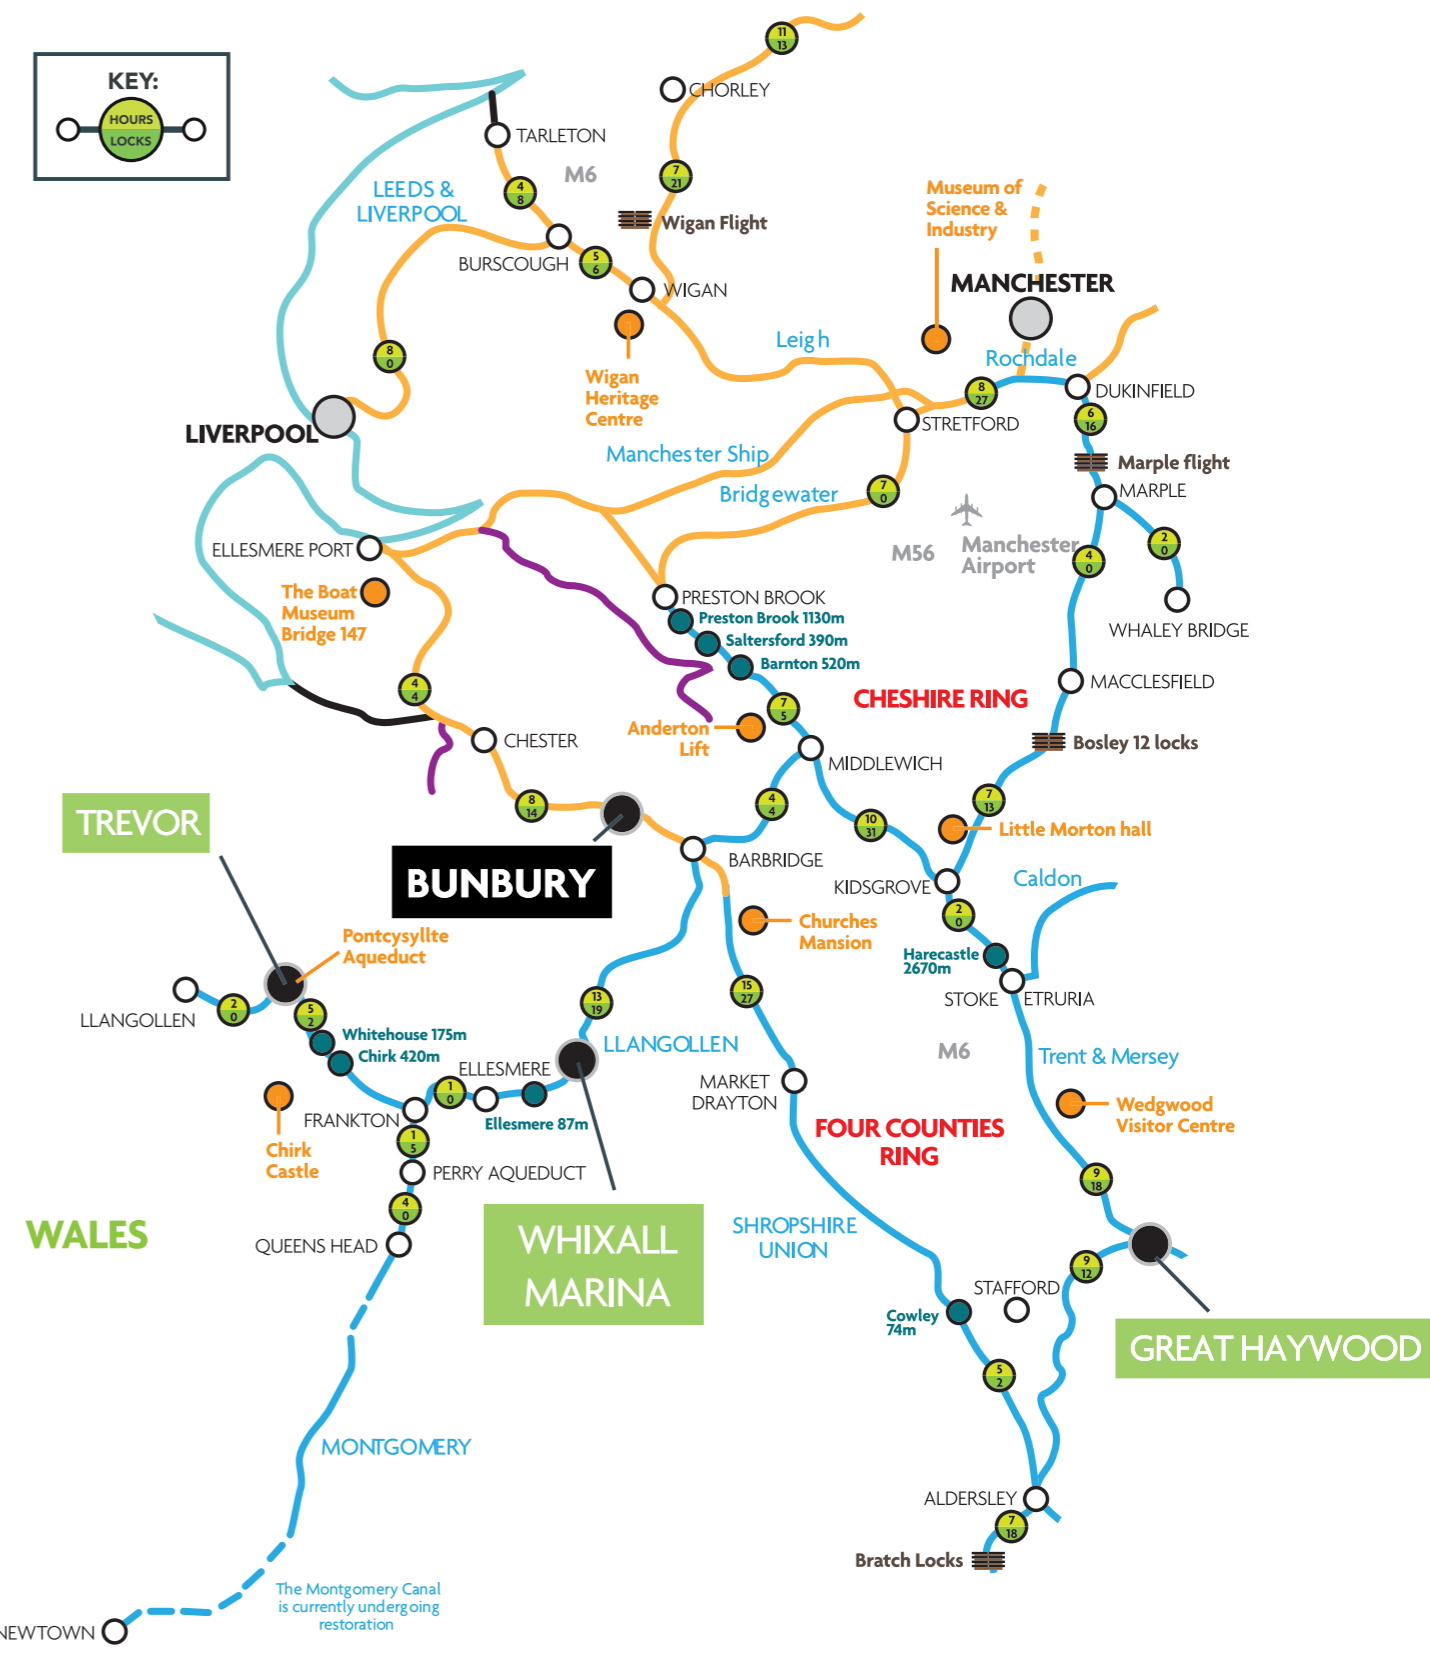 KEY:
HOURS
LOCKS
11
13
CHORLEY
TARLETON
M6
LEEDS &
LIVERPOOL
4
8
7
21
Wigan Flight
Museum of
Science &
Industry
BURSCOUGH
5
6
WIGAN
MANCHESTER
8
0
Leigh
Rochdale
Wigan
Heritage
Centre
8
27
DUKINFIELD
6
16
LIVERPOOL
STRETFORD
Manchester Ship
Marple flight
Bridgewater
7
0
MARPLE
ELLESMERE PORT
M56
Manchester
Airport
4
0
2
0
The Boat
Museum
Bridge 147
PRESTON BROOK
Preston Brook 1130m
Saltersford 390m
Barnton 520m
WHALEY BRIDGE
4
4
CHESHIRE RING
MACCLESFIELD
7
5
Anderton
Lift
CHESTER
Bosley 12 locks
MIDDLEWICH
TREVOR
8
14
4
4
10
31
7
13
Little Morton hall
BUNBURY
BARBRIDGE
KIDSGROVE
Caldon
2
0
Churches
Mansion
Pontcysyllte
Aqueduct
Harecastle
2670m
LLANGOLLEN
2
0
5
2
13
19
15
27
STOKE
ETRURIA
Whitehouse 175m
Chirk 420m
LLANGOLLEN
M6
Trent & Mersey
ELLESMERE
1
0
MARKET
DRAYTON
FRANKTON
Ellesmere 87m
Wedgwood
Visitor Centre
Chirk
Castle
1
5
FOUR COUNTIES
RING
PERRY AQUEDUCT
9
18
4
0
WALES
QUEENS HEAD
WHIXALL
MARINA
SHROPSHIRE
UNION
9
12
STAFFORD
Cowley
74m
GREAT HAYWOOD
5
2
MONTGOMERY
ALDERSLEY
7
18
Bratch Locks
The Montgomery Canal
is currently undergoing
restoration
NEWTOWN